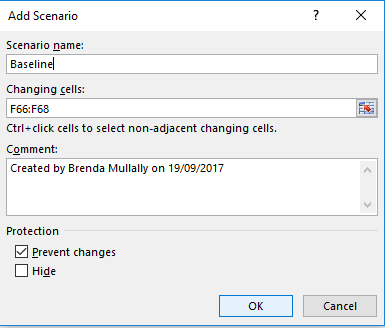 Add Scenario ?
Scenario name:
Baseline
Changing cells:
F66:F68
Ctrl+click cells to select non-adjacent changing cells.
Comment:
Created by Brenda Mullally on 19/09/2017
Protection
Prevent changes
Hide
OK Cancel